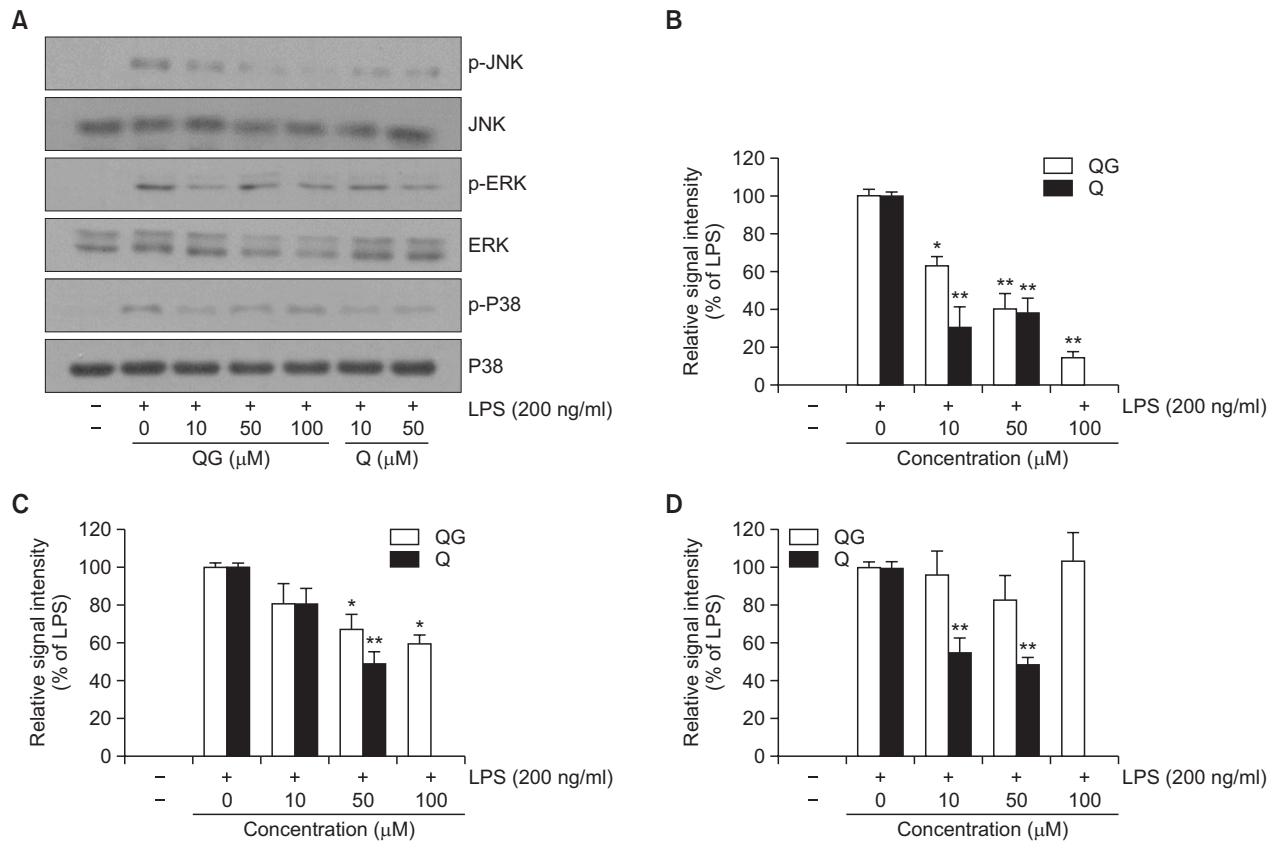 A
p-JNK
JNK
p-ERK
ERK
p-P38
P38
– + + + + + + LPS (200 ng/ml)
– 0 10 50 100 10 50
QG (μM) Q (μM)
B
Relative signal intensity
(% of LPS)
120
100
80
60
40
20
0
QG
Q
*
**
** **
**
– + + + + LPS (200 ng/ml)
– 0 10 50 100
Concentration (μM)
C
Relative signal intensity
(% of LPS)
120
100
80
60
40
20
0
QG
Q
*
**
*
– + + + + LPS (200 ng/ml)
– 0 10 50 100
Concentration (μM)
D
Relative signal intensity
(% of LPS)
120
100
80
60
40
20
0
QG
Q
**
**
– + + + + LPS (200 ng/ml)
– 0 10 50 100
Concentration (μM)